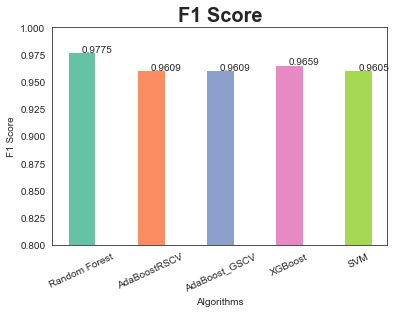 F1 Score
1.000
0.975
0.950
0.925
0.900
0.875
0.850
0.825
0.800
F1 Score
0.9775
0.9609
0.9609
0.9659
0.9605
Random Forest
AdaBoostRSCV
AdaBoost_GSCV
XGBoost
SVM
Algorithms